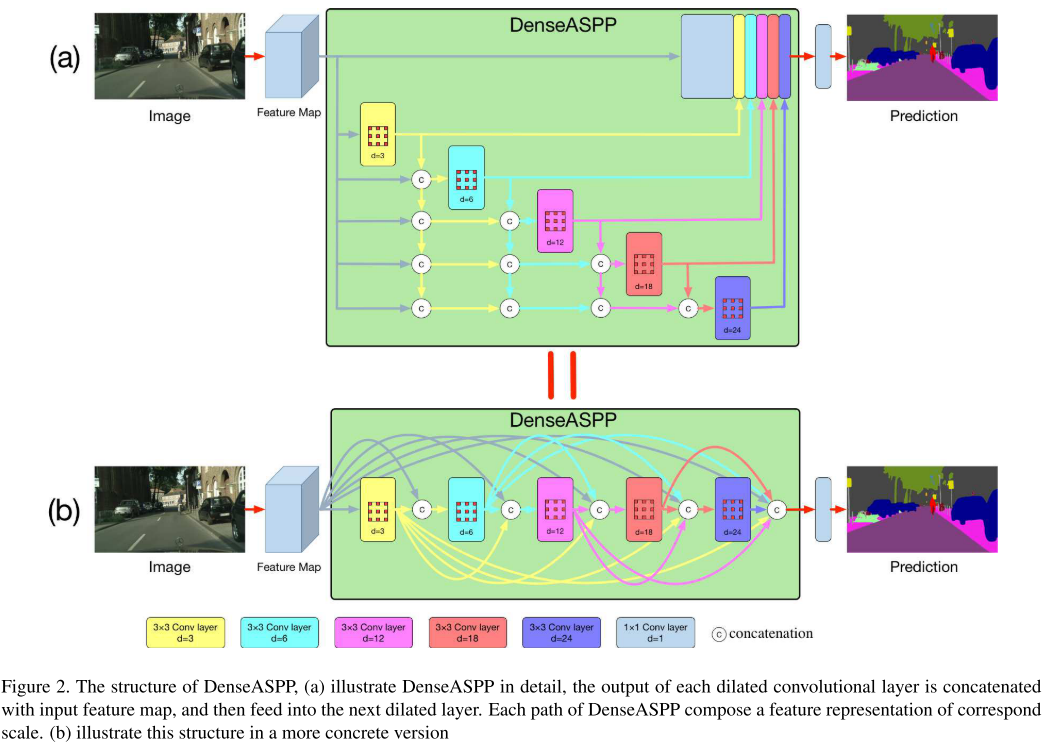 DenseASPP
(a)
Image
Feature Map
Prediction
d=3
c
d=6
c
c
d=12
c
c
c
d=18
c
c
c
c
d=24
DenseASPP
(b)
Image
Feature Map
Prediction
d=3
c
d=6
c
d=12
c
d=18
c
d=24
c
3×3 Conv layer
d=3
3×3 Conv layer
d=6
3×3 Conv layer
d=12
3×3 Conv layer
d=18
3×3 Conv layer
d=24
1×1 Conv layer
d=1
c concatenation
Figure 2. The structure of DenseASPP, (a) illustrate DenseASPP in detail, the output of each dilated convolutional layer is concatenated
with input feature map, and then feed into the next dilated layer. Each path of DenseASPP compose a feature representation of correspond
scale. (b) illustrate this structure in a more concrete version